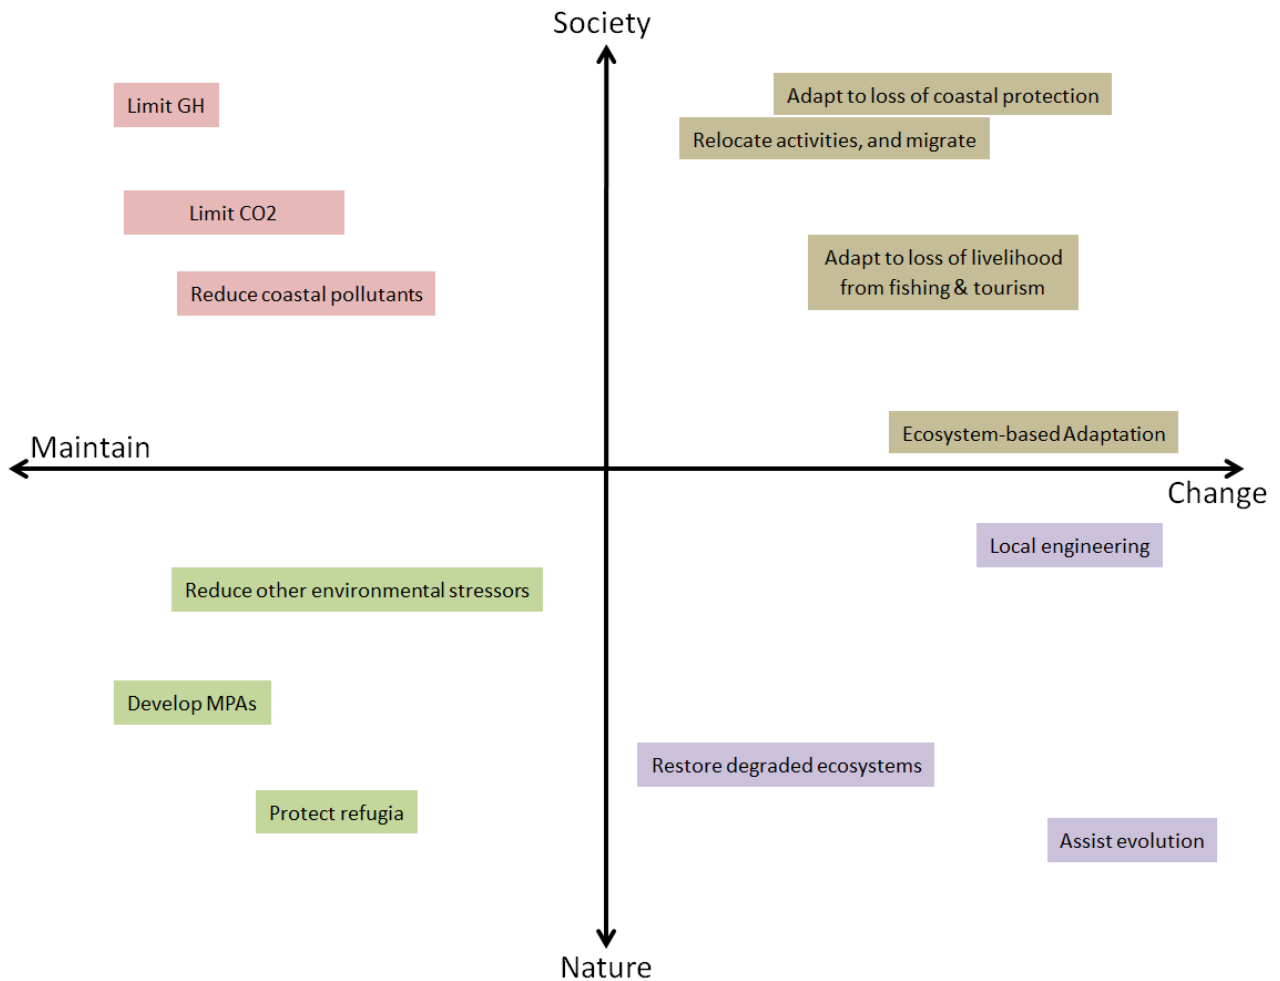 Society
Limit GH
Adapt to loss of coastal protection
Relocate activities, and migrate
Limit CO2
Adapt to loss of livelihood
from fishing & tourism
Reduce coastal pollutants
Ecosystem-based Adaptation
Maintain
Change
Local engineering
Reduce other environmental stressors
Develop MPAs
Restore degraded ecosystems
Protect refugia
Assist evolution
Nature